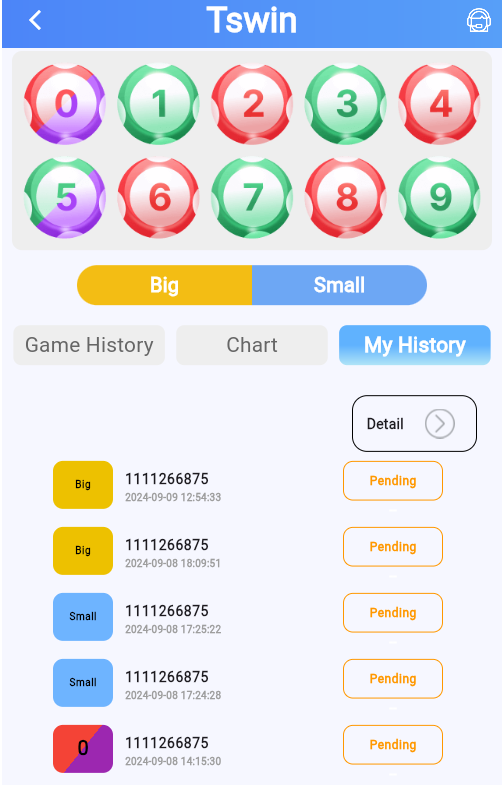 Tswin
0 1 2 3 4
5 6 7 8 9
Big Small
Game History Chart My History
Detail
Big 1111266875 Pending
2024-09-09 12:54:33
Big 1111266875 Pending
2024-09-08 18:09:51
Small 1111266875 Pending
2024-09-08 17:25:22
Small 1111266875 Pending
2024-09-08 17:24:28
0 1111266875 Pending
2024-09-08 14:15:30